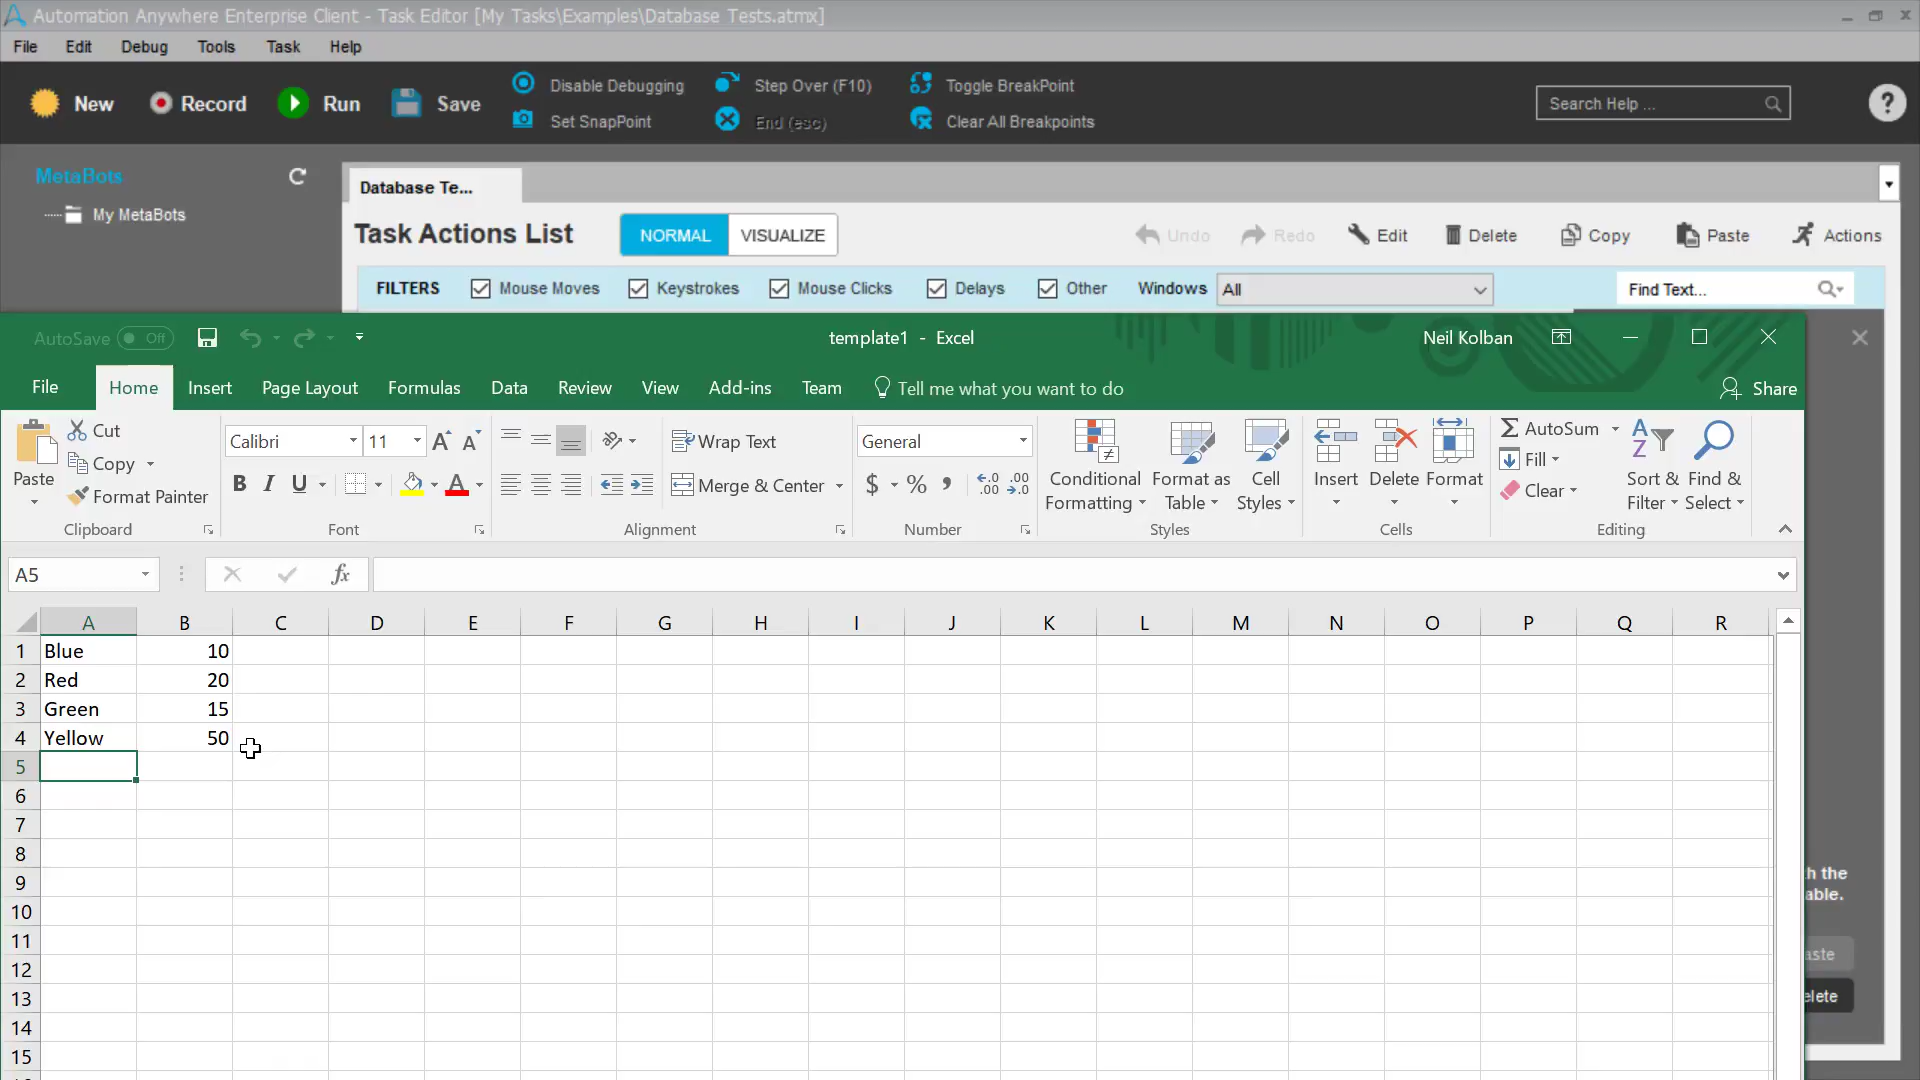 Automation Anywhere Enterprise Client - Task Editor [My Tasks\Examples\Database Tests.atmx]
File Edit Debug Tools Task Help
New Record Run Save
Disable Debugging Step Over (F10) Toggle BreakPoint
Set SnapPoint End (esc) Clear All Breakpoints
Search Help ...
?
MetaBots
My MetaBots
Database Te...
Task Actions List NORMAL VISUALIZE Undo Redo Edit Delete Copy Paste Actions
FILTERS Mouse Moves Keystrokes Mouse Clicks Delays Other Windows All Find Text...
AutoSave Off template1 - Excel Neil Kolban
File Home Insert Page Layout Formulas Data Review View Add-ins Team Tell me what you want to do Share
Paste
Cut
Copy
Format Painter
Clipboard
Calibri 11 A A
B I U A
Font
Wrap Text
Merge & Center
Alignment
General
$ % , .00 .00
Number
Conditional Formatting
Format as Table
Cell Styles
Styles
Insert Delete Format
Cells
AutoSum
Fill
Clear
Sort & Filter
Find & Select
Editing
A5 fx
A B C D E F G H I J K L M N O P Q R
1 Blue 10
2 Red 20
3 Green 15
4 Yellow 50
5
6
7
8
9
10
11
12
13
14
15
h the
able.
aste
elete